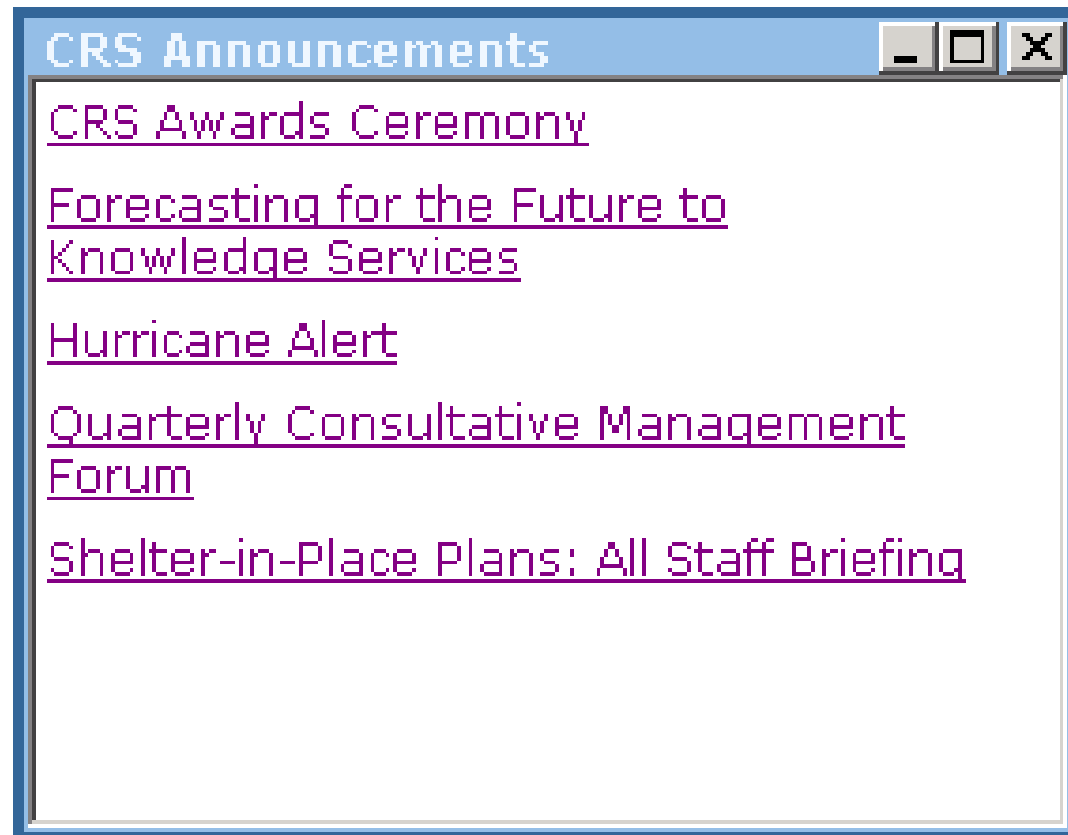 CRS Announcements
CRS Awards Ceremony
Forecasting for the Future to
Knowledge Services
Hurricane Alert
Quarterly Consultative Management
Forum
Shelter-in-Place Plans: All Staff Briefing